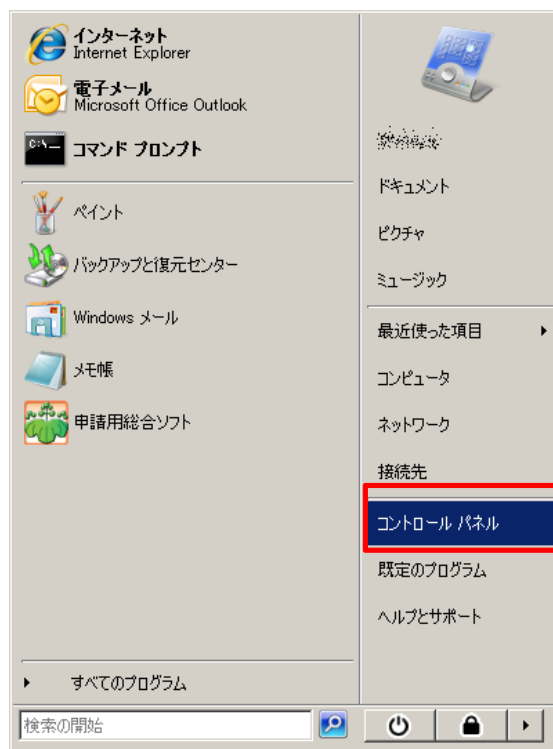 インターネット
Internet Explorer
電子メール
Microsoft Office Outlook
コマンド プロンプト
ペイント
バックアップと復元センター
Windows メール
メモ帳
申請用総合ソフト
すべてのプログラム
検索の開始
ドキュメント
ピクチャ
ミュージック
最近使った項目
コンピュータ
ネットワーク
接続先
コントロール パネル
既定のプログラム
ヘルプとサポート